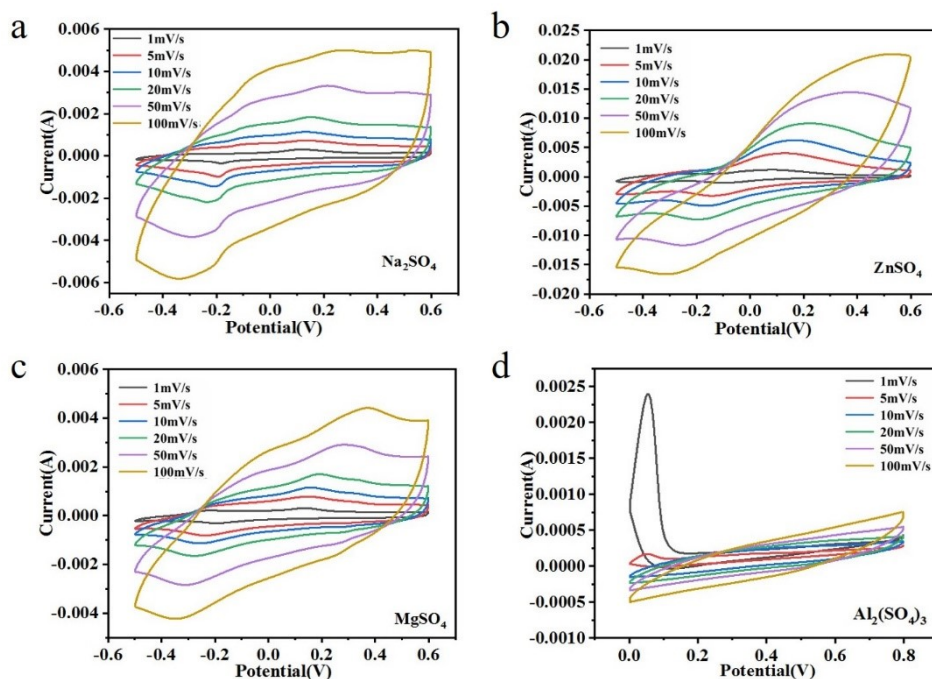 a
0.006
0.004
0.002
0.000
-0.002
-0.004
-0.006
Current(A)
1mV/s
5mV/s
10mV/s
20mV/s
50mV/s
100mV/s
Na₂SO₄
-0.6 -0.4 -0.2 0.0 0.2 0.4 0.6
Potential(V)
b
0.025
0.020
0.015
0.010
0.005
0.000
-0.005
-0.010
-0.015
-0.020
Current(A)
1mV/s
5mV/s
10mV/s
20mV/s
50mV/s
100mV/s
ZnSO₄
-0.6 -0.4 -0.2 0.0 0.2 0.4 0.6
Potential(V)
c
0.006
0.004
0.002
0.000
-0.002
-0.004
Current(A)
1mV/s
5mV/s
10mV/s
20mV/s
50mV/s
100mV/s
MgSO₄
-0.6 -0.4 -0.2 0.0 0.2 0.4 0.6
Potential(V)
d
0.0025
0.0020
0.0015
0.0010
0.0005
0.0000
-0.0005
-0.0010
Current(A)
1mV/s
5mV/s
10mV/s
20mV/s
50mV/s
100mV/s
Al₂(SO₄)₃
0.0 0.2 0.4 0.6 0.8
Potential(V)